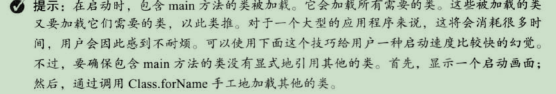 提示：在启动时，包含 main 方法的类被加载。它会加载所有需要的类。这些被加载的类
又要加载它们需要的类，以此类推。对于一个大型的应用程序来说，这将会消耗很多时
间，用户会因此感到不耐烦。可以使用下面这个技巧给用户一种启动速度比较快的幻觉。
不过，要确保包含 main 方法的类没有显式地引用其他的类。首先，显示一个启动画面；
然后，通过调用 Class.forName 手工地加载其他的类。